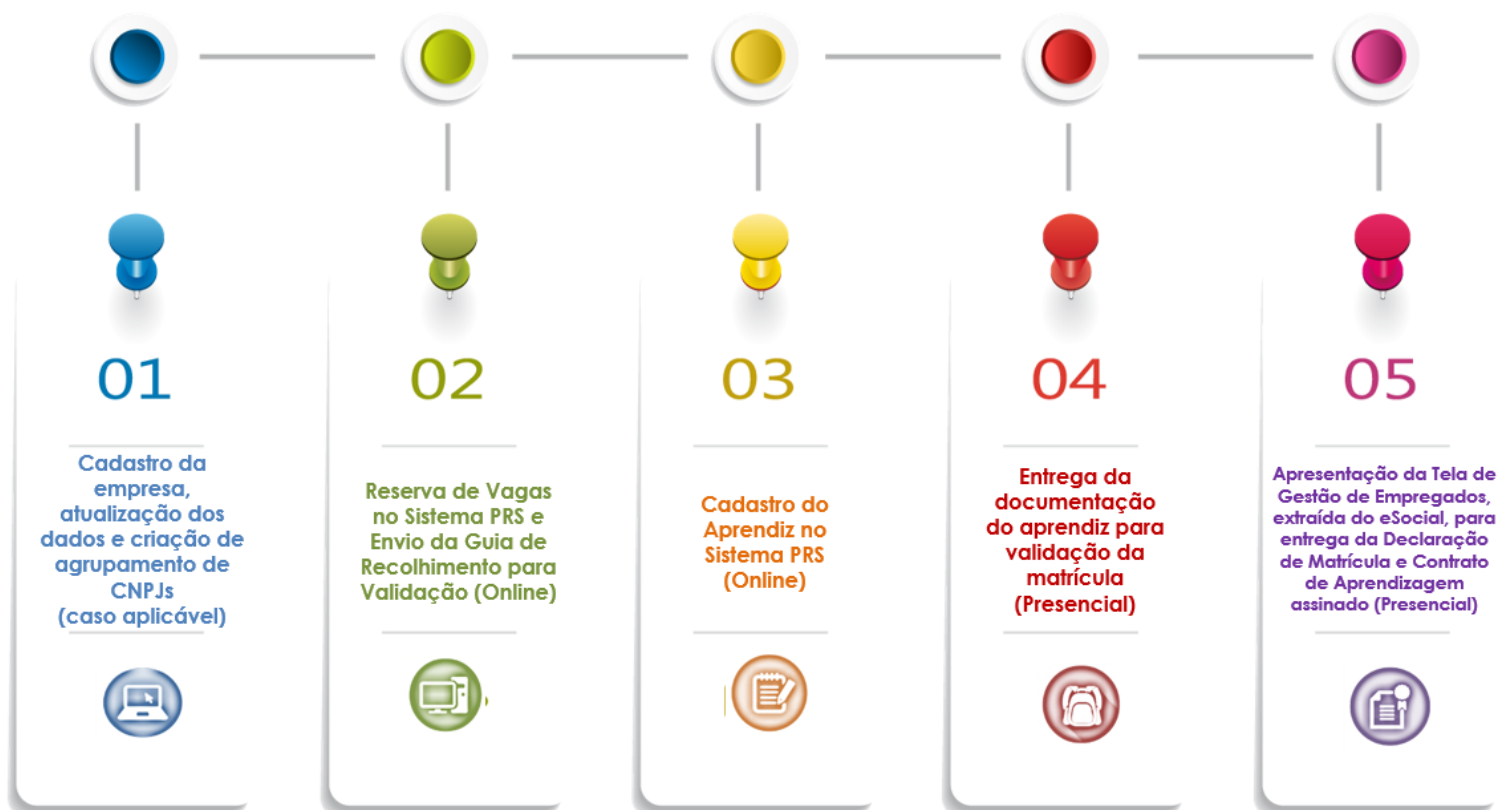 01
Cadastro da
empresa,
atualização dos
dados e criação de
agrupamento de
CNPJs
(caso aplicável)
02
Reserva de Vagas
no Sistema PRS e
Envio da Guia de
Recolhimento para
Validação (Online)
03
Cadastro do
Aprendiz no
Sistema PRS
(Online)
04
Entrega da
documentação
do aprendiz para
validação da
matrícula
(Presencial)
05
Apresentação da Tela de
Gestão de Empregados,
extraída do eSocial, para
entrega da Declaração
de Matrícula e Contrato
de Aprendizagem
assinado (Presencial)